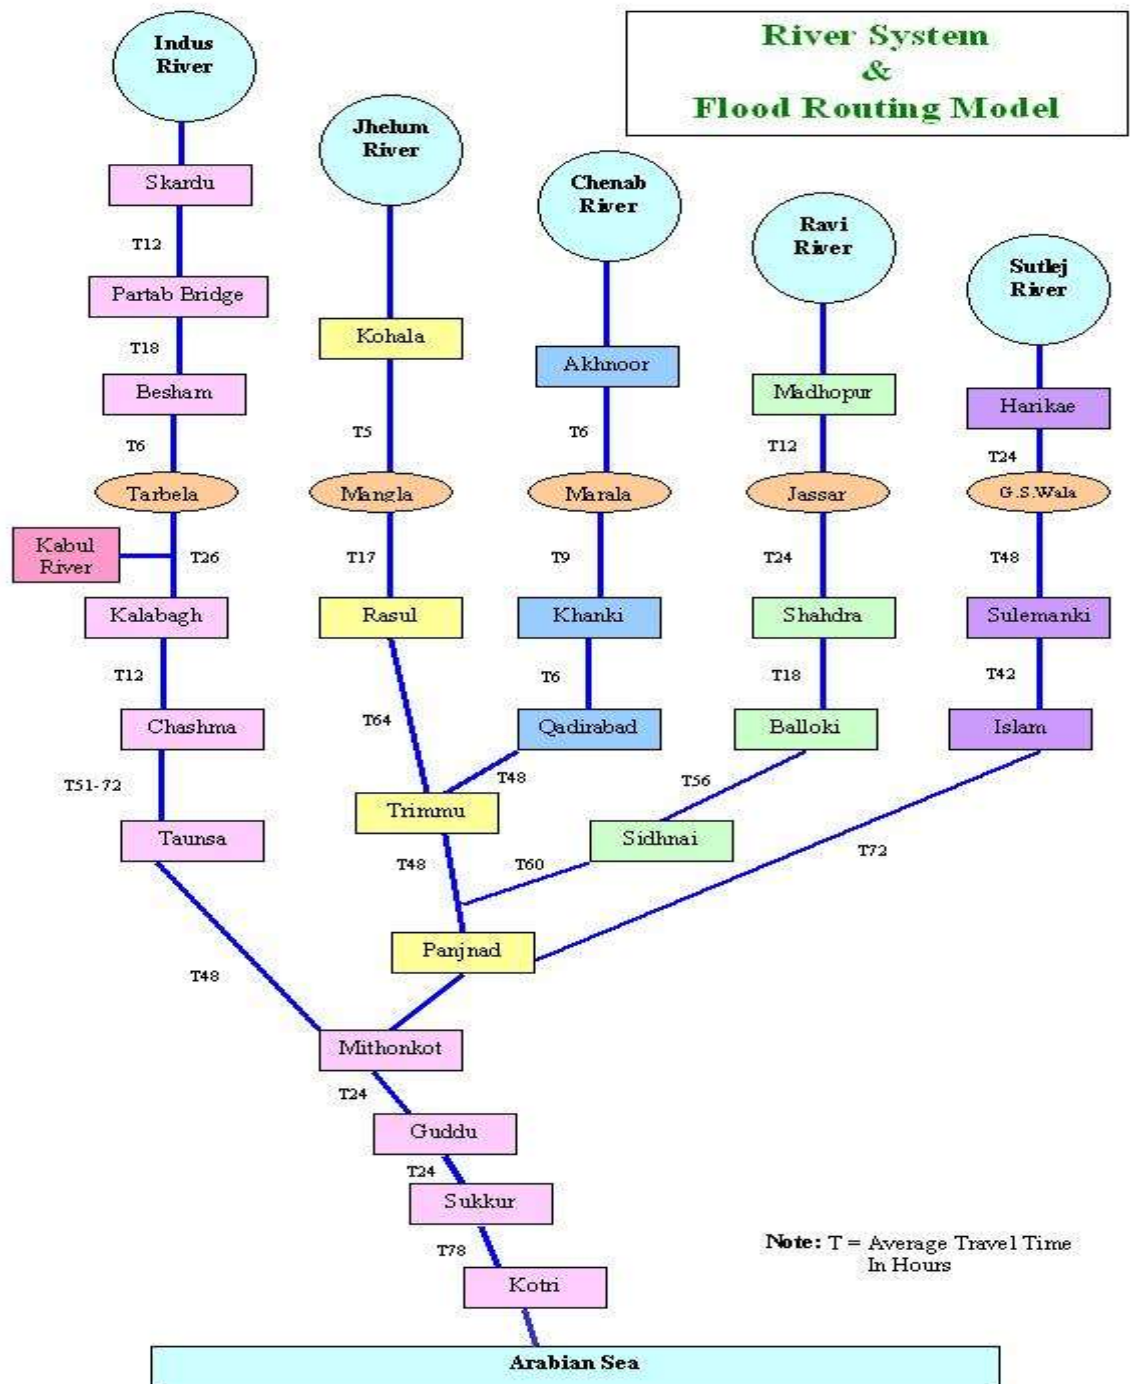 River System
&
Flood Routing Model
Indus
River
Jhelum
River
Chenab
River
Ravi
River
Sutlej
River
Skardu
T12
Partab Bridge
T18
Besham
T6
Tarbela
Kabul
River
T26
Kalabagh
T12
Chashma
T51-72
Taunsa
T48
Kohala
T5
Mangla
T17
Rasul
T64
Trimmu
T48
Panjnad
Akhnoor
T6
Marala
T9
Khanki
T6
Qadirabad
T48
Madhopur
T12
Jassar
T24
Shahdra
T18
Balloki
T56
Sidhnai
T60
Harikae
T24
G.S.Wala
T48
Sulemanki
T42
Islam
T72
Mithonkot
T24
Guddu
T24
Sukkur
T78
Kotri
Arabian Sea
Note: T = Average Travel Time
In Hours